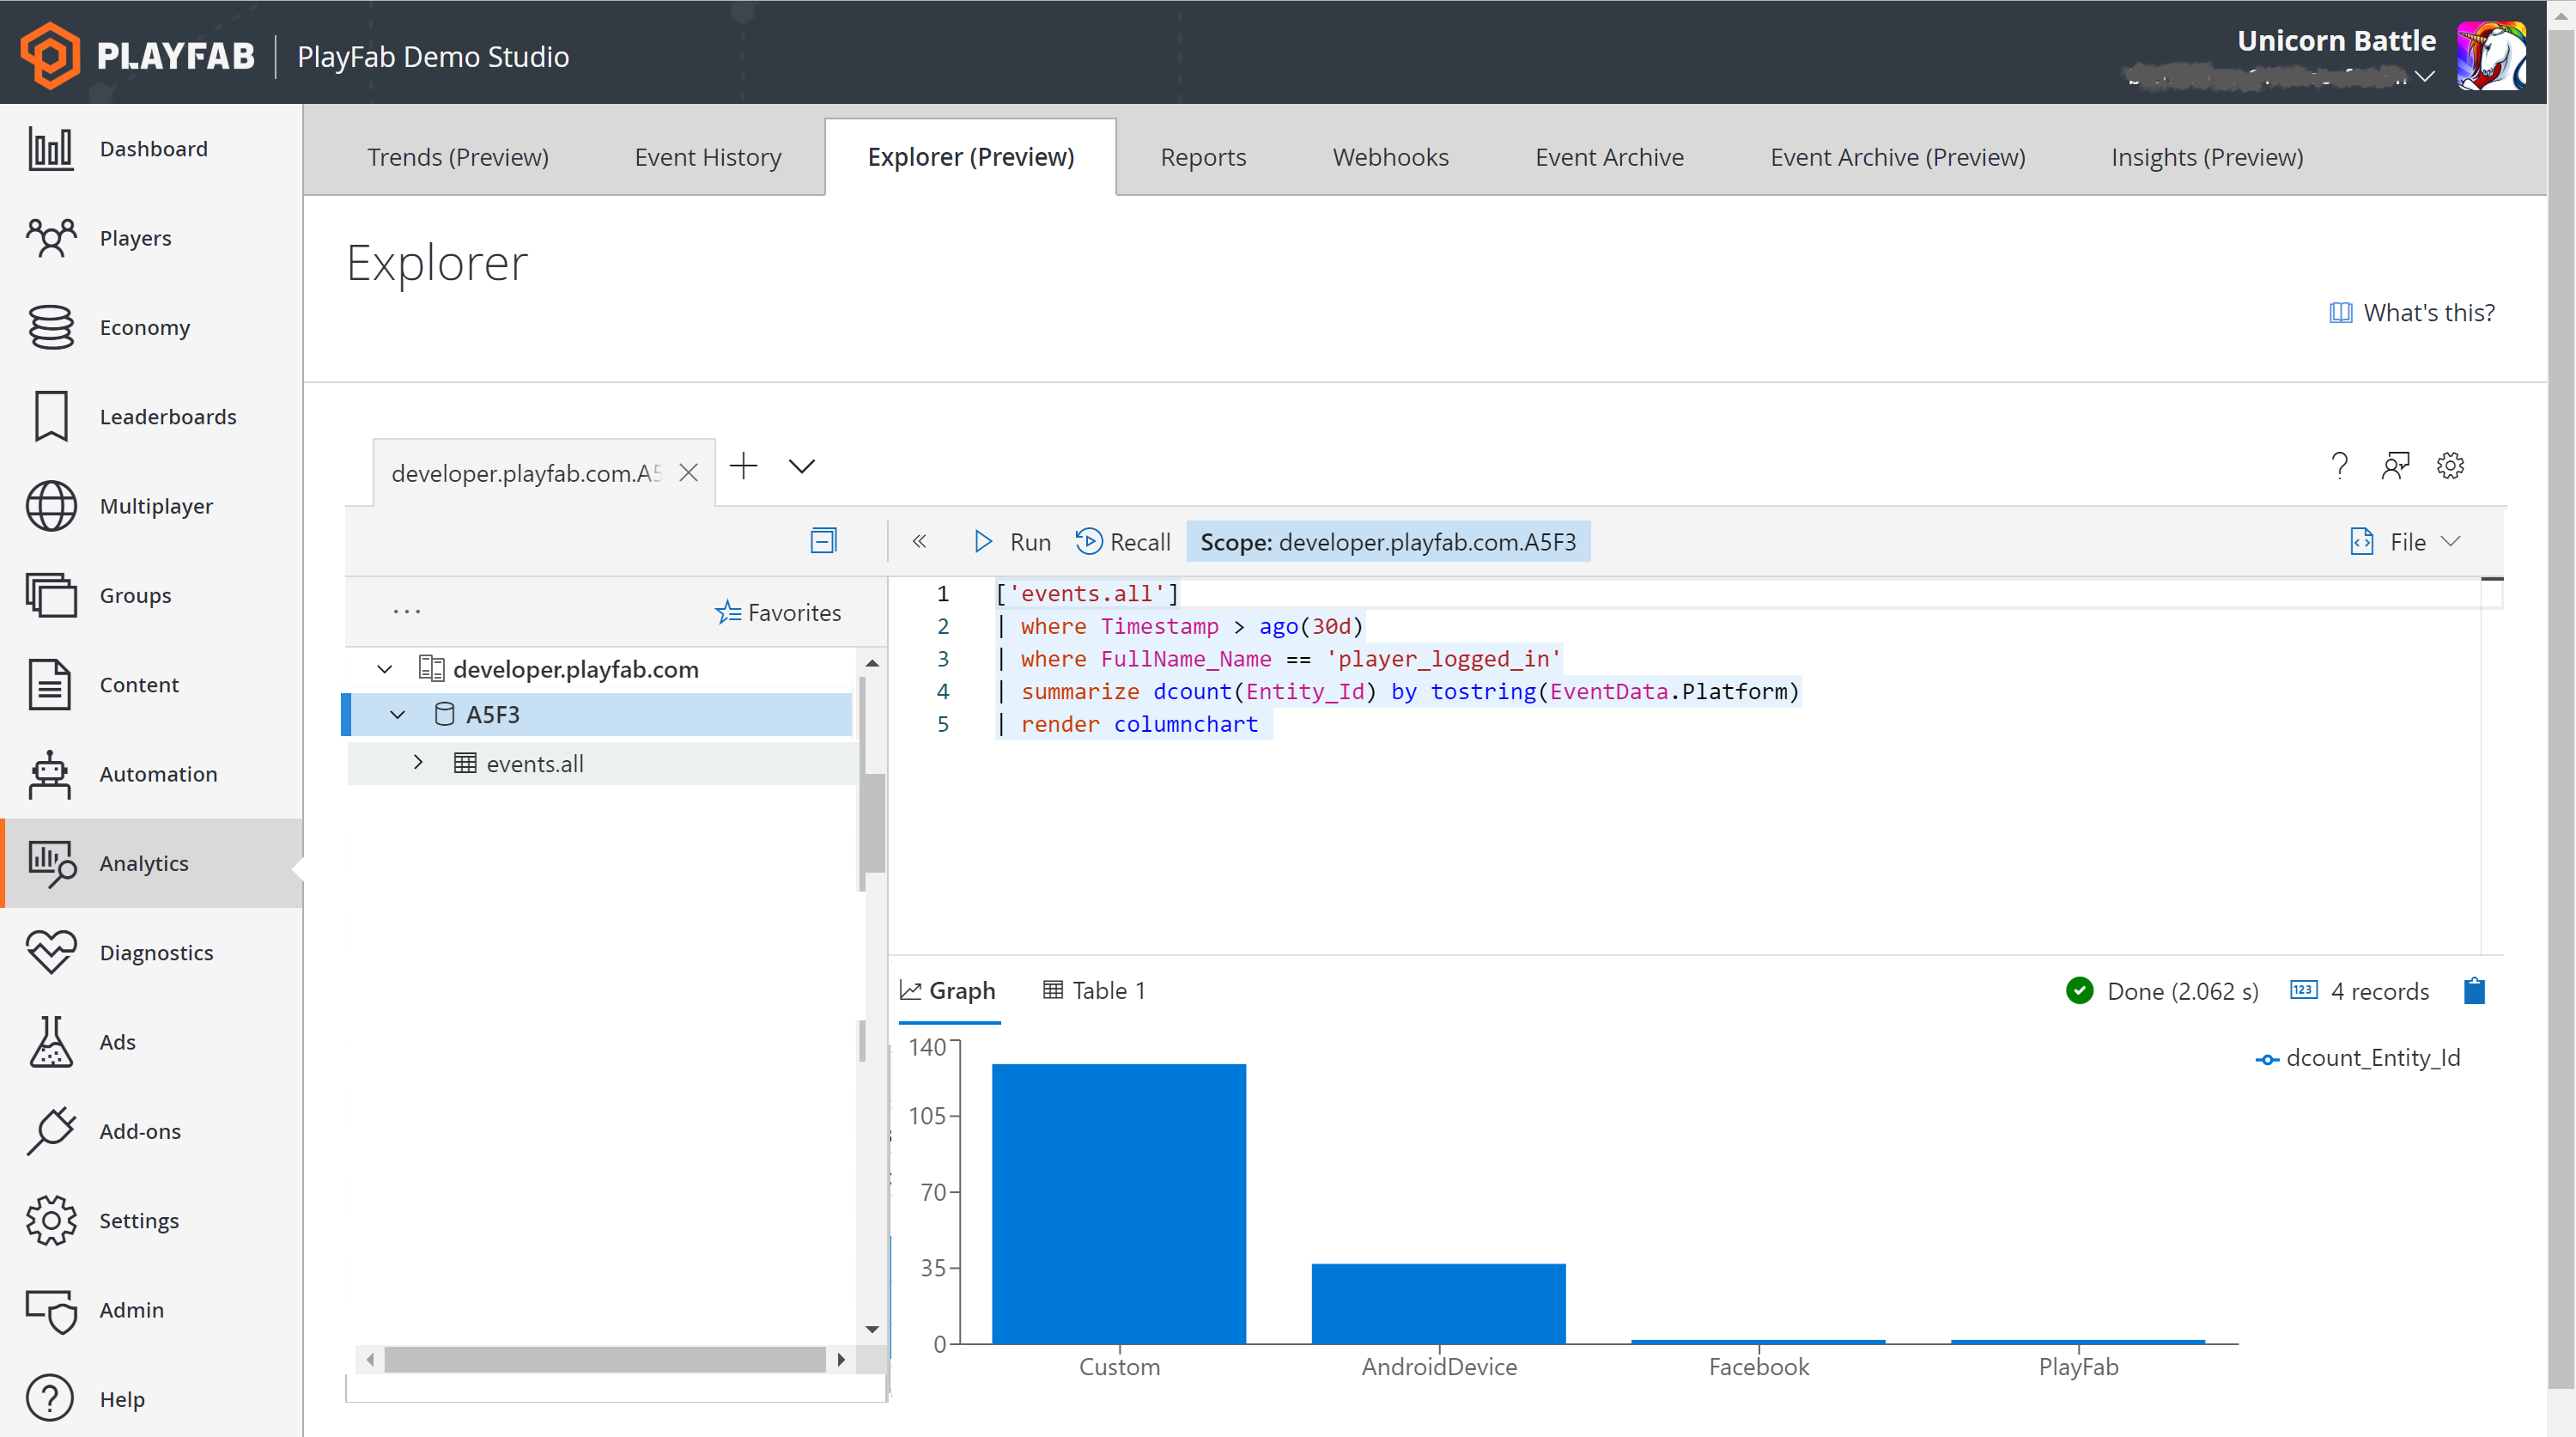 PLAYFAB
PlayFab Demo Studio
Unicorn Battle
Dashboard
Players
Economy
Leaderboards
Multiplayer
Groups
Content
Automation
Analytics
Diagnostics
Ads
Add-ons
Settings
Admin
Help
Trends (Preview)
Event History
Explorer (Preview)
Reports
Webhooks
Event Archive
Event Archive (Preview)
Insights (Preview)
Explorer
What's this?
developer.playfab.com.A5
?
Run
Recall
Scope: developer.playfab.com.A5F3
File
... Favorites
developer.playfab.com
A5F3
events.all
1 ['events.all']
2 | where Timestamp > ago(30d)
3 | where FullName_Name == 'player_logged_in'
4 | summarize dcount(Entity_Id) by tostring(EventData.Platform)
5 | render columnchart
Graph
Table 1
Done (2.062 s)
123 4 records
dcount_Entity_Id
140
105
70
35
0
Custom AndroidDevice Facebook PlayFab